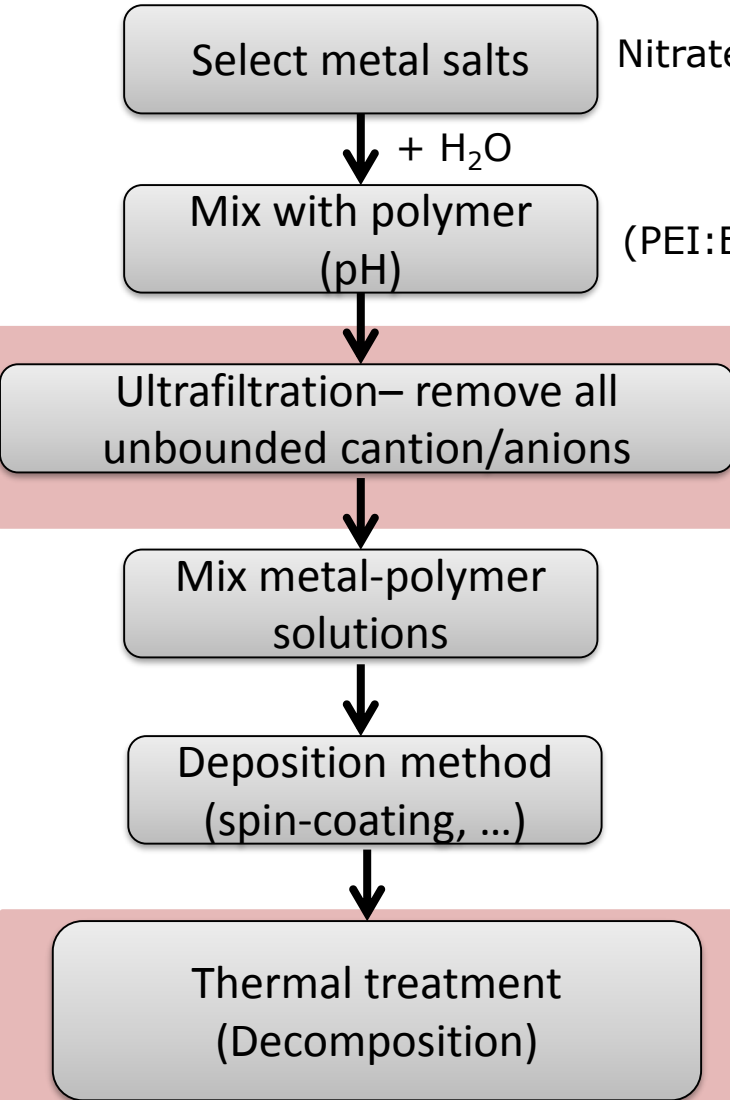 Select metal salts
Nitrate
+ H₂O
Mix with polymer
(pH)
(PEI:E
Ultrafiltration– remove all
unbounded cantion/anions
Mix metal-polymer
solutions
Deposition method
(spin-coating, …)
Thermal treatment
(Decomposition)